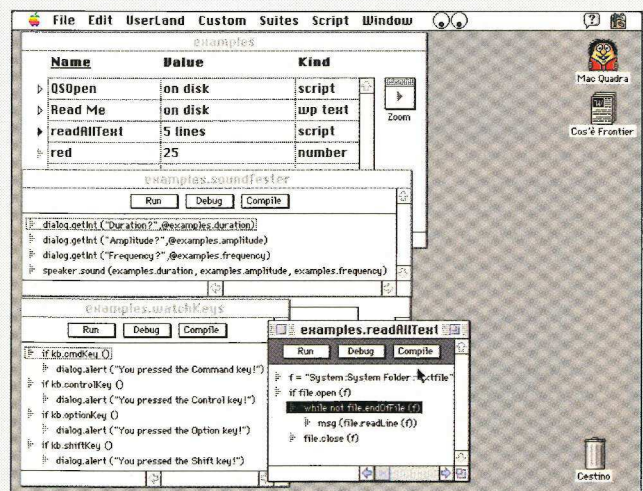 File Edit UserLand Custom Suites Script Window
examples
Name Value Kind
QSOpen on disk script
Read Me on disk wp text
readAllText 5 lines script
red 25 number
Zoom
examples.soundTester
Run Debug Compile
dialog.getInt ("Duration?",@examples.duration)
dialog.getInt ("Amplitude?",@examples.amplitude)
dialog.getInt ("Frequency?",@examples.frequency)
speaker.sound (examples.duration, examples.amplitude, examples.frequency)
examples.watchKeys
Run Debug Compile
if kb.cmdKey ()
dialog.alert ("You pressed the Command key!")
if kb.controlKey ()
dialog.alert ("You pressed the Control key!")
if kb.optionKey ()
dialog.alert ("You pressed the Option key!")
if kb.shiftKey ()
dialog.alert ("You pressed the Shift key!")
examples.readAllText
Run Debug Compile
f = "System:System Folder:Textfile"
if file.open (f)
while not file.endOfFile (f)
msg (file.readLine (f))
file.close (f)
Mac Quadra
Cos'è Frontier
Cestino